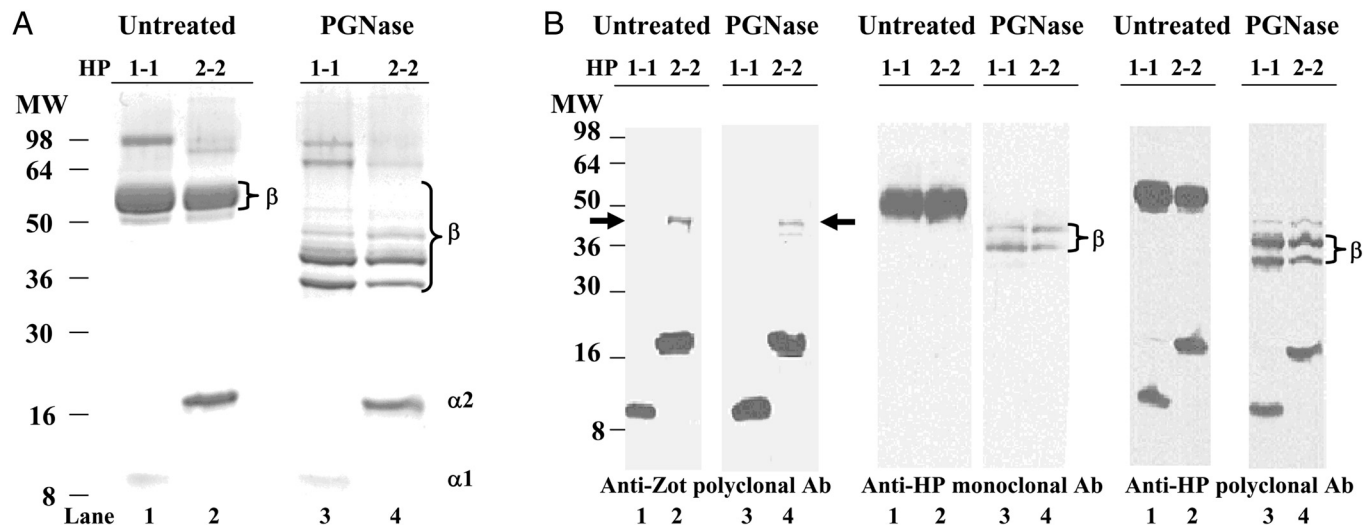 A
Untreated PGNase
HP 1-1 2-2 1-1 2-2
MW
98
64
50
36
30
16
8
β
β
α2
α1
Lane 1 2 3 4
B
Untreated PGNase Untreated PGNase Untreated PGNase
HP 1-1 2-2 1-1 2-2 1-1 2-2 1-1 2-2 1-1 2-2 1-1 2-2
MW
98
64
50
36
30
16
8
β
β
Anti-Zot polyclonal Ab Anti-HP monoclonal Ab Anti-HP polyclonal Ab
1 2 3 4 1 2 3 4 1 2 3 4